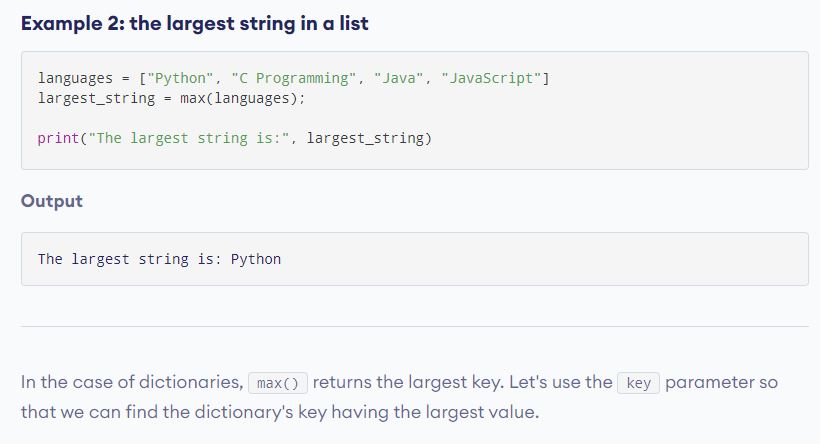 Example 2: the largest string in a list
languages = ["Python", "C Programming", "Java", "JavaScript"]
largest_string = max(languages);
print("The largest string is:", largest_string)
Output
The largest string is: Python
In the case of dictionaries, max() returns the largest key. Let's use the key parameter so
that we can find the dictionary's key having the largest value.